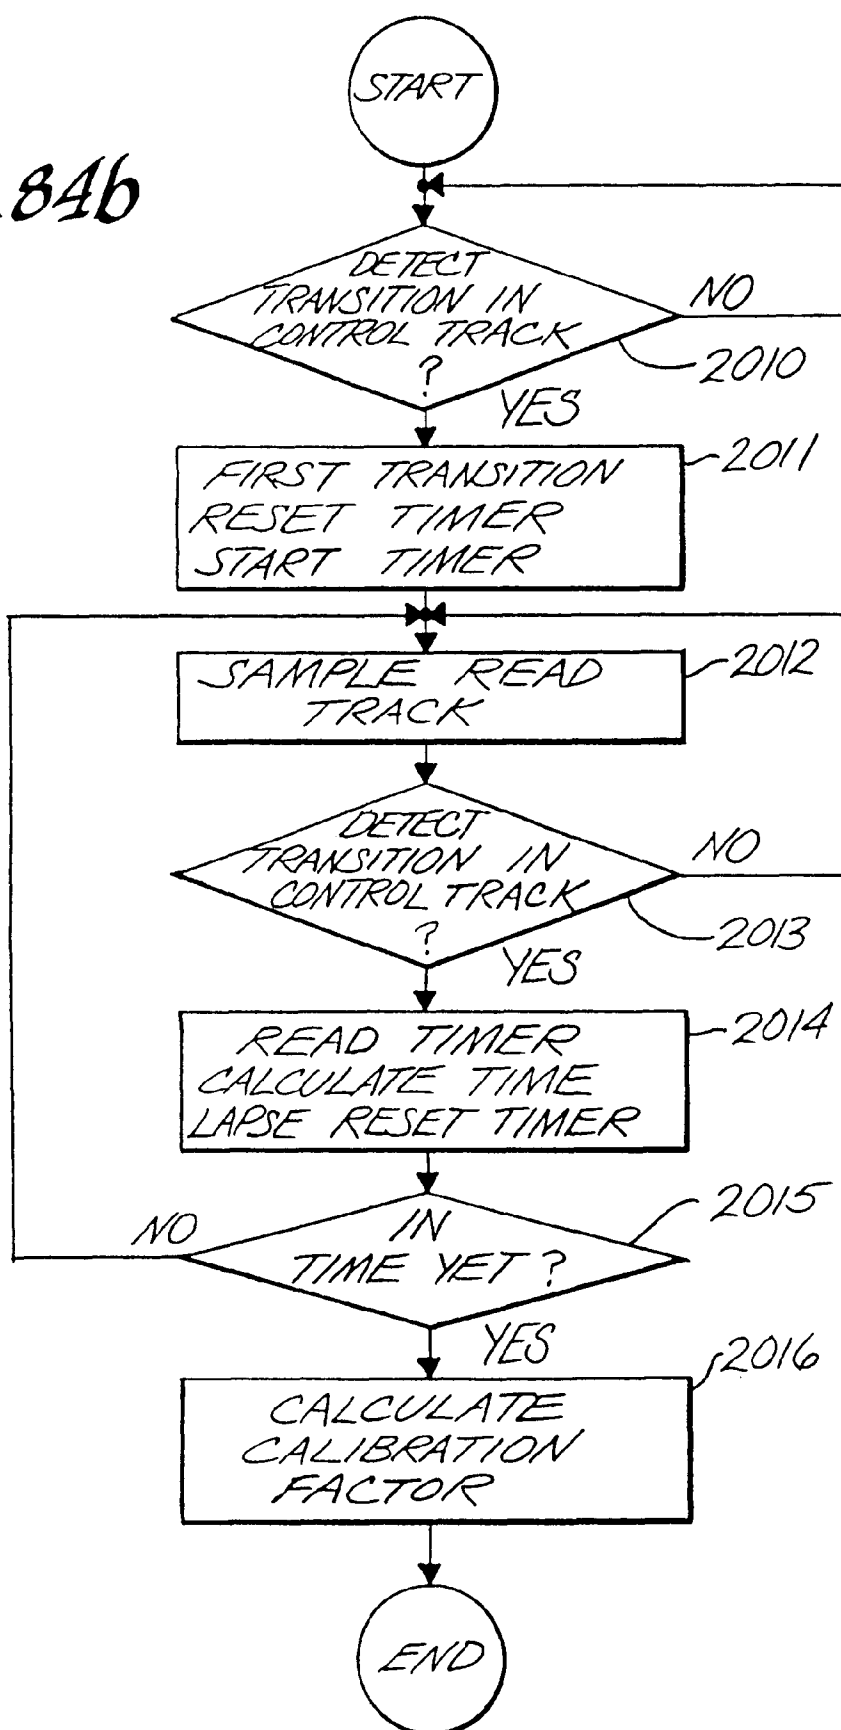 START
84b
DETECT
TRANSITION IN
CONTROL TRACK
?
NO
2010
YES
2011
FIRST TRANSITION
RESET TIMER
START TIMER
2012
SAMPLE READ
TRACK
DETECT
TRANSITION IN
CONTROL TRACK
?
NO
2013
YES
2014
READ TIMER
CALCULATE TIME
LAPSE RESET TIMER
2015
NO
IN
TIME YET ?
YES
2016
CALCULATE
CALIBRATION
FACTOR
END